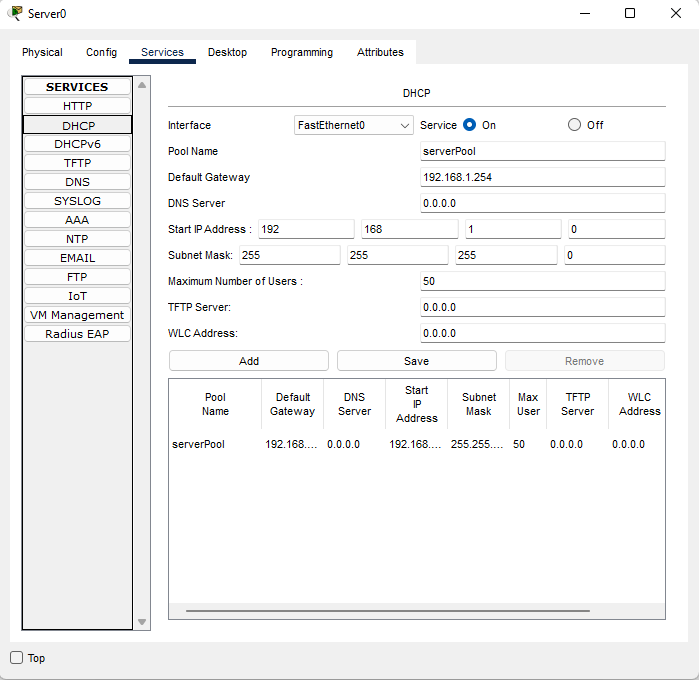 Server0
Physical Config Services Desktop Programming Attributes
SERVICES
HTTP
DHCP
DHCPv6
TFTP
DNS
SYSLOG
AAA
NTP
EMAIL
FTP
IoT
VM Management
Radius EAP
DHCP
Interface FastEthernet0 Service On Off
Pool Name serverPool
Default Gateway 192.168.1.254
DNS Server 0.0.0.0
Start IP Address : 192 168 1 0
Subnet Mask: 255 255 255 0
Maximum Number of Users : 50
TFTP Server: 0.0.0.0
WLC Address: 0.0.0.0
Add Save Remove
Pool Name Default Gateway DNS Server Start IP Address Subnet Mask Max User TFTP Server WLC Address
serverPool 192.168.... 0.0.0.0 192.168.... 255.255.... 50 0.0.0.0 0.0.0.0
Top